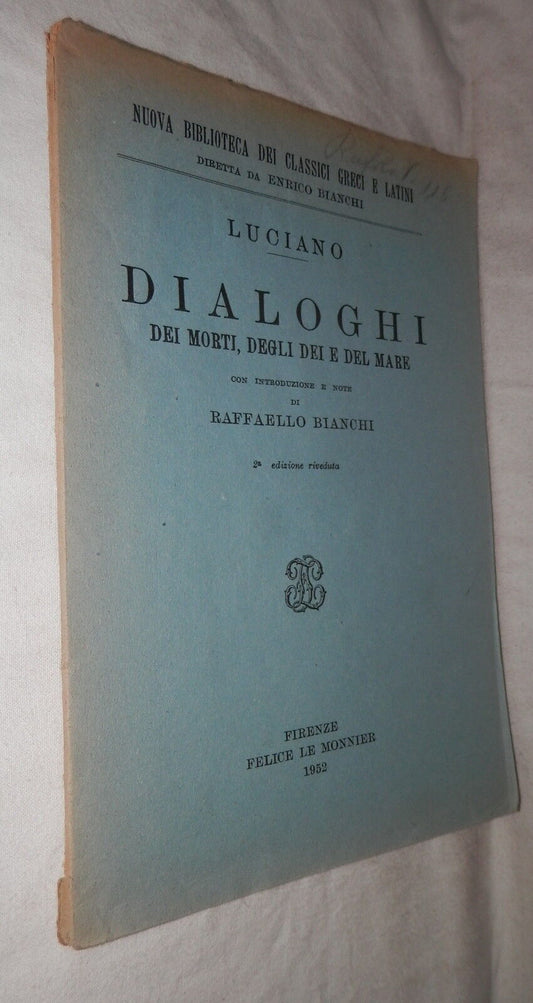 NUOVA BIBLIOTECA DEI CLASSICI GRECI E LATINI
DIRETTA DA ENRICO BIANCHI
LUCIANO
DIALOGHI
DEI MORTI, DEGLI DEI E DEL MARE
CON INTRODUZIONE E NOTE
DI
RAFFAELLO BIANCHI
2ª edizione riveduta
FIRENZE
FELICE LE MONNIER
1952